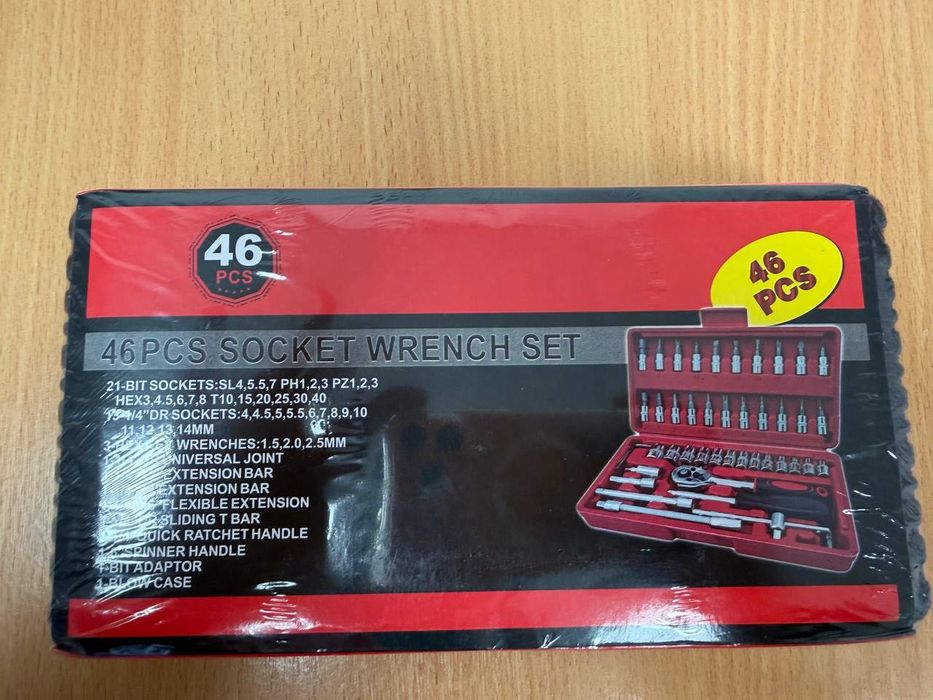 46
PCS
46
PCS
46PCS SOCKET WRENCH SET
21-BIT SOCKETS:SL4,5.5,7 PH1,2,3 PZ1,2,3
HEX3,4.5,6,7,8 T10,15,20,25,30,40
13-1/4"DR SOCKETS:4,4.5,5,5.5,6,7,8,9,10
11,12,13,14MM
WRENCHES:1.5,2.0,2.5MM
UNIVERSAL JOINT
EXTENSION BAR
EXTENSION BAR
FLEXIBLE EXTENSION
SLIDING T BAR
QUICK RATCHET HANDLE
SPINNER HANDLE
1-BIT ADAPTOR
1-BLOW CASE